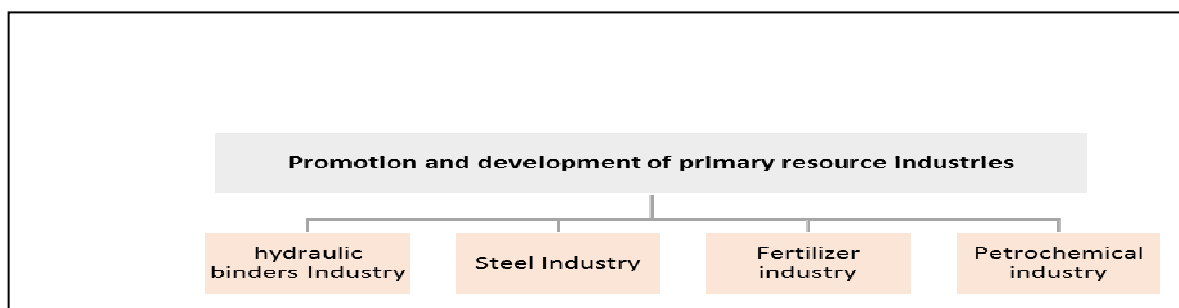 Promotion and development of primary resource industries
hydraulic
binders Industry
Steel Industry
Fertilizer
industry
Petrochemical
industry